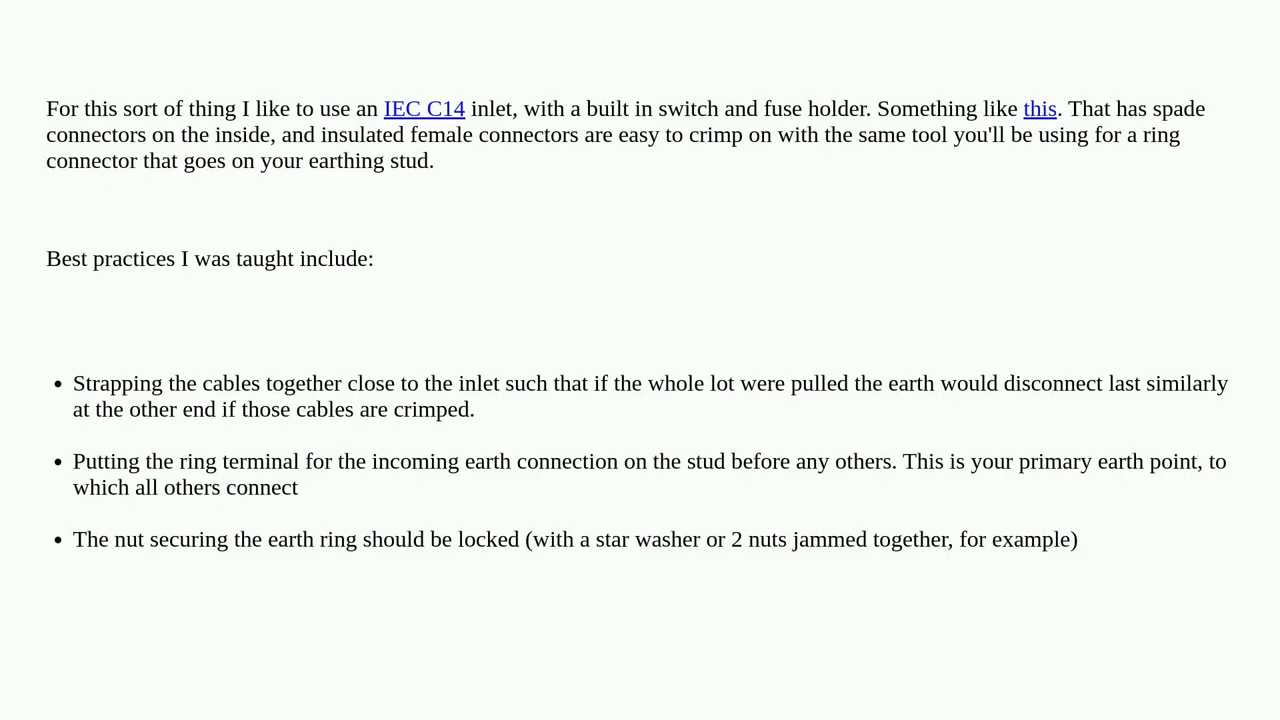 For this sort of thing I like to use an IEC C14 inlet, with a built in switch and fuse holder. Something like this. That has spade
connectors on the inside, and insulated female connectors are easy to crimp on with the same tool you'll be using for a ring
connector that goes on your earthing stud.
Best practices I was taught include:
• Strapping the cables together close to the inlet such that if the whole lot were pulled the earth would disconnect last similarly
at the other end if those cables are crimped.
• Putting the ring terminal for the incoming earth connection on the stud before any others. This is your primary earth point, to
which all others connect
• The nut securing the earth ring should be locked (with a star washer or 2 nuts jammed together, for example)